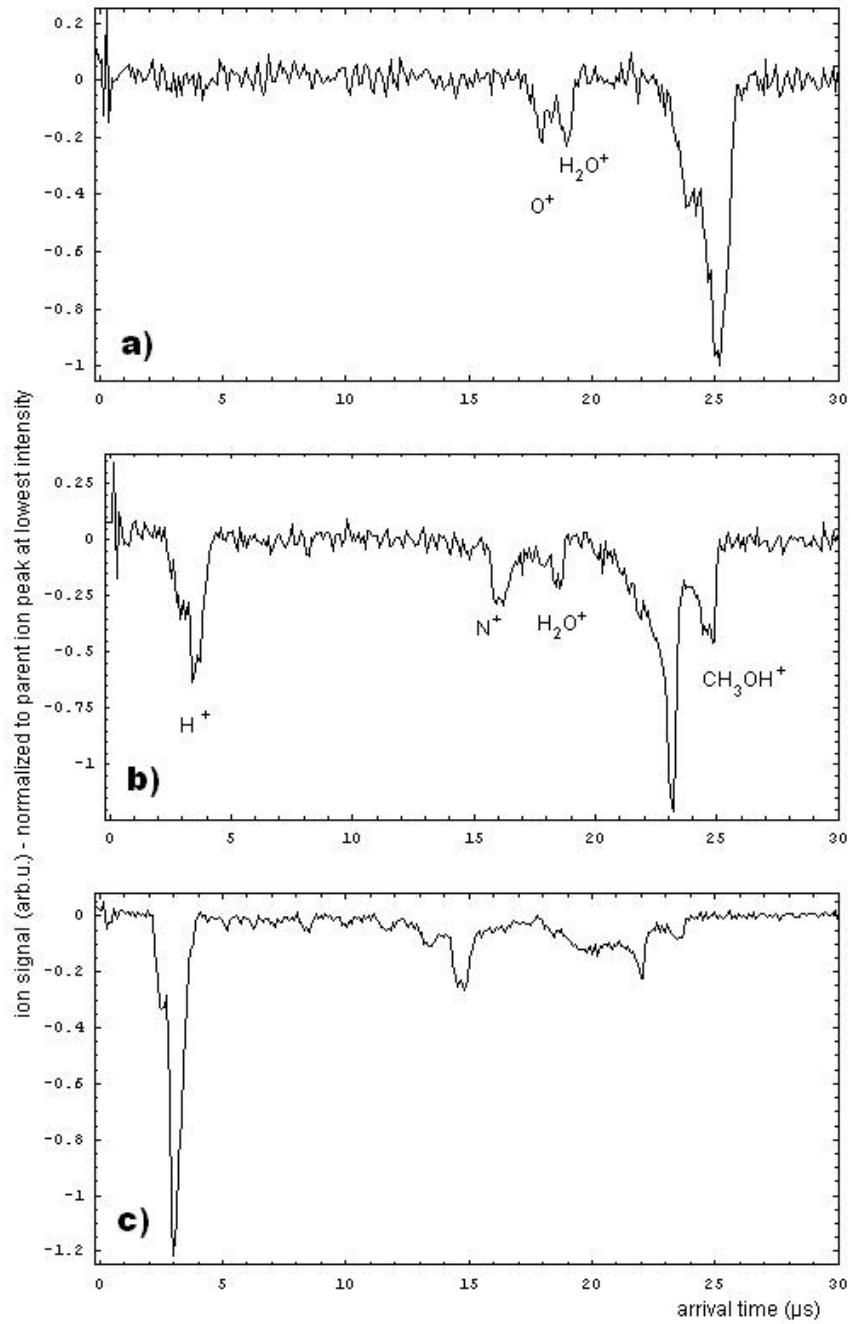 ion signal (arb.u.) - normalized to parent ion peak at lowest intensity
0.2
0
-0.2
-0.4
-0.6
-0.8
-1
O+
H2O+
a)
0 5 10 15 20 25 30
0.25
0
-0.25
-0.5
-0.75
-1
H+
N+
H2O+
CH3OH+
b)
0 5 10 15 20 25 30
0
-0.2
-0.4
-0.6
-0.8
-1
-1.2
c)
0 5 10 15 20 25 30
arrival time (µs)